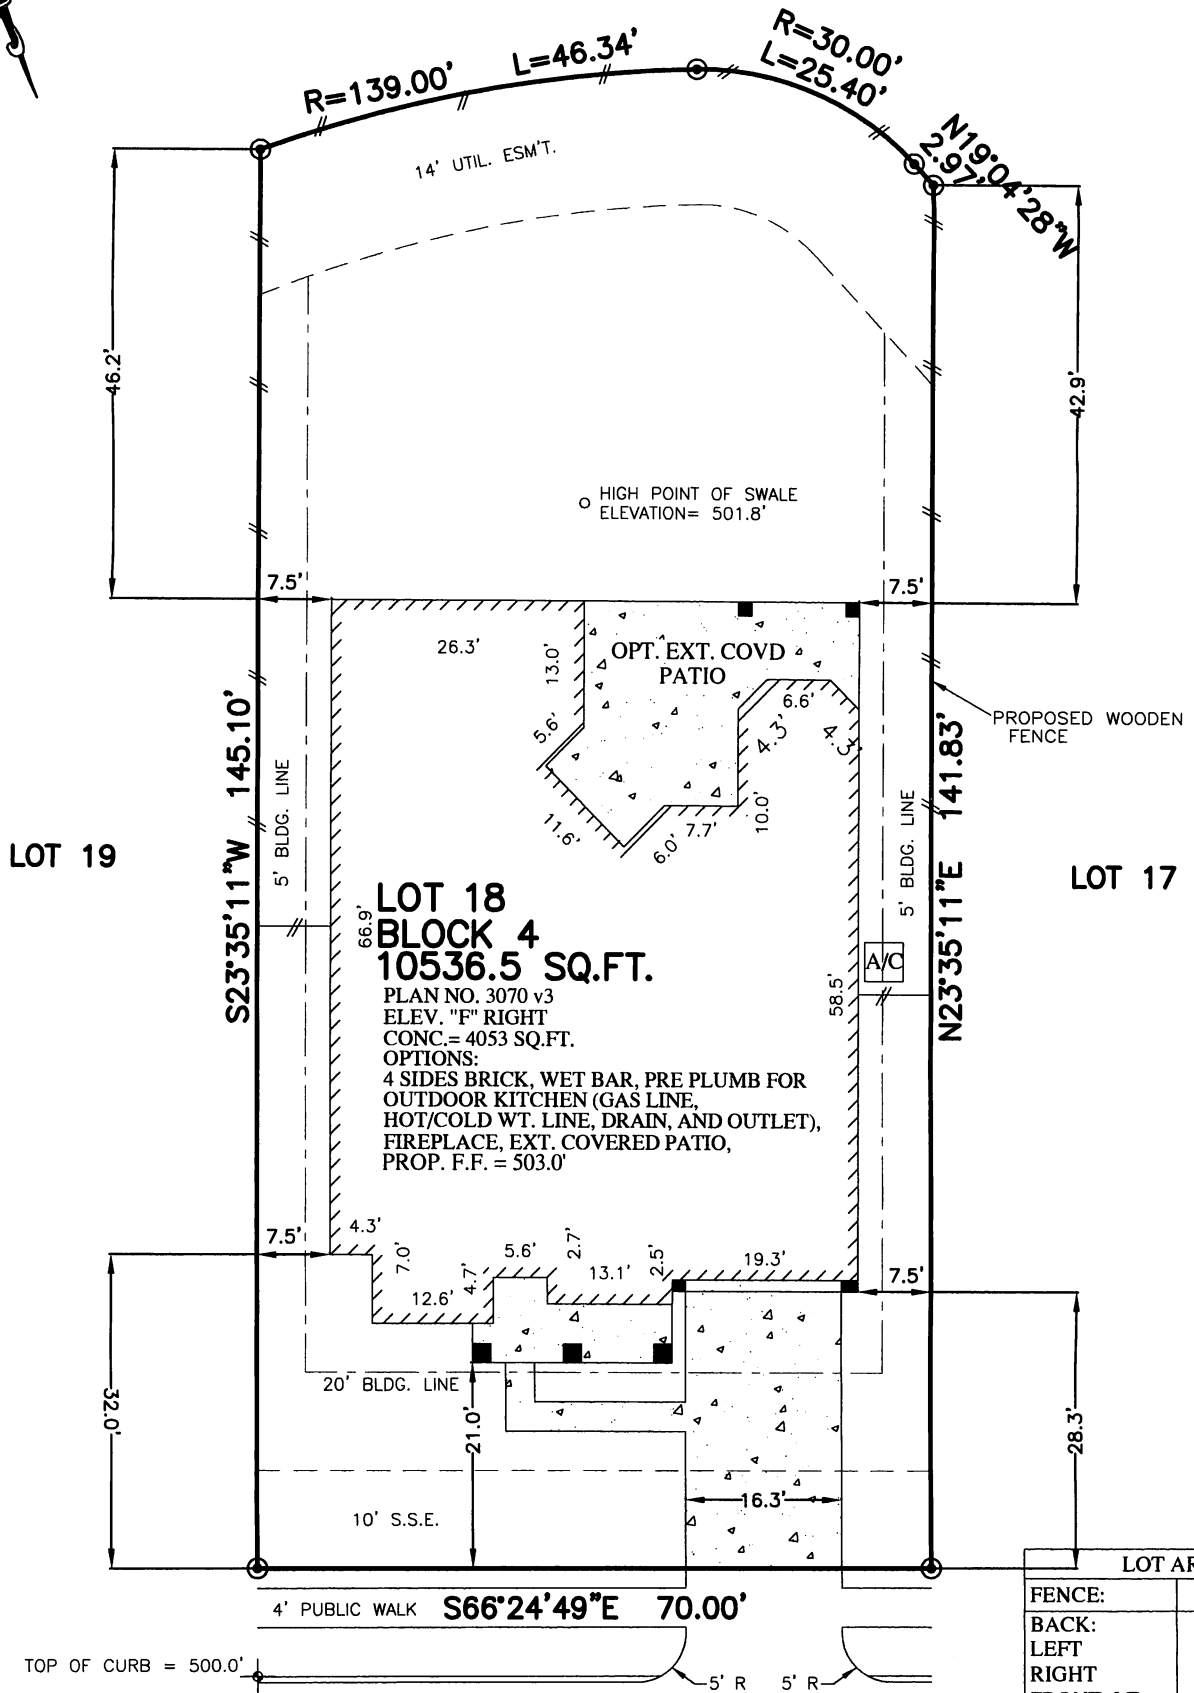 R=139.00'
L=46.34'
R=30.00'
L=25.40'
N19°04'28"W
2.97'
14' UTIL. ESM'T.
46.2'
42.9'
HIGH POINT OF SWALE
ELEVATION= 501.8'
7.5'
7.5'
26.3'
13.0'
OPT. EXT. COVD
PATIO
6.6'
5.6'
4.3'
4.3'
PROPOSED WOODEN
FENCE
S23°35'11"W 145.10'
5' BLDG. LINE
11.6'
6.0'
7.7'
10.0'
5' BLDG. LINE
N23°35'11"E 141.83'
LOT 19
LOT 17
66.9'
LOT 18
BLOCK 4
10536.5 SQ.FT.
PLAN NO. 3070 v3
ELEV. "F" RIGHT
CONC.= 4053 SQ.FT.
OPTIONS:
4 SIDES BRICK, WET BAR, PRE PLUMB FOR
OUTDOOR KITCHEN (GAS LINE,
HOT/COLD WT. LINE, DRAIN, AND OUTLET),
FIREPLACE, EXT. COVERED PATIO,
PROP. F.F. = 503.0'
A/C
58.5'
7.5'
4.3'
7.0'
12.6'
4.7'
5.6'
2.7'
13.1'
2.5'
19.3'
7.5'
32.0'
20' BLDG. LINE
21.0'
28.3'
16.3'
10' S.S.E.
4' PUBLIC WALK
S66°24'49"E 70.00'
TOP OF CURB = 500.0'
5' R
5' R
LOT AR
FENCE:
BACK:
LEFT
RIGHT